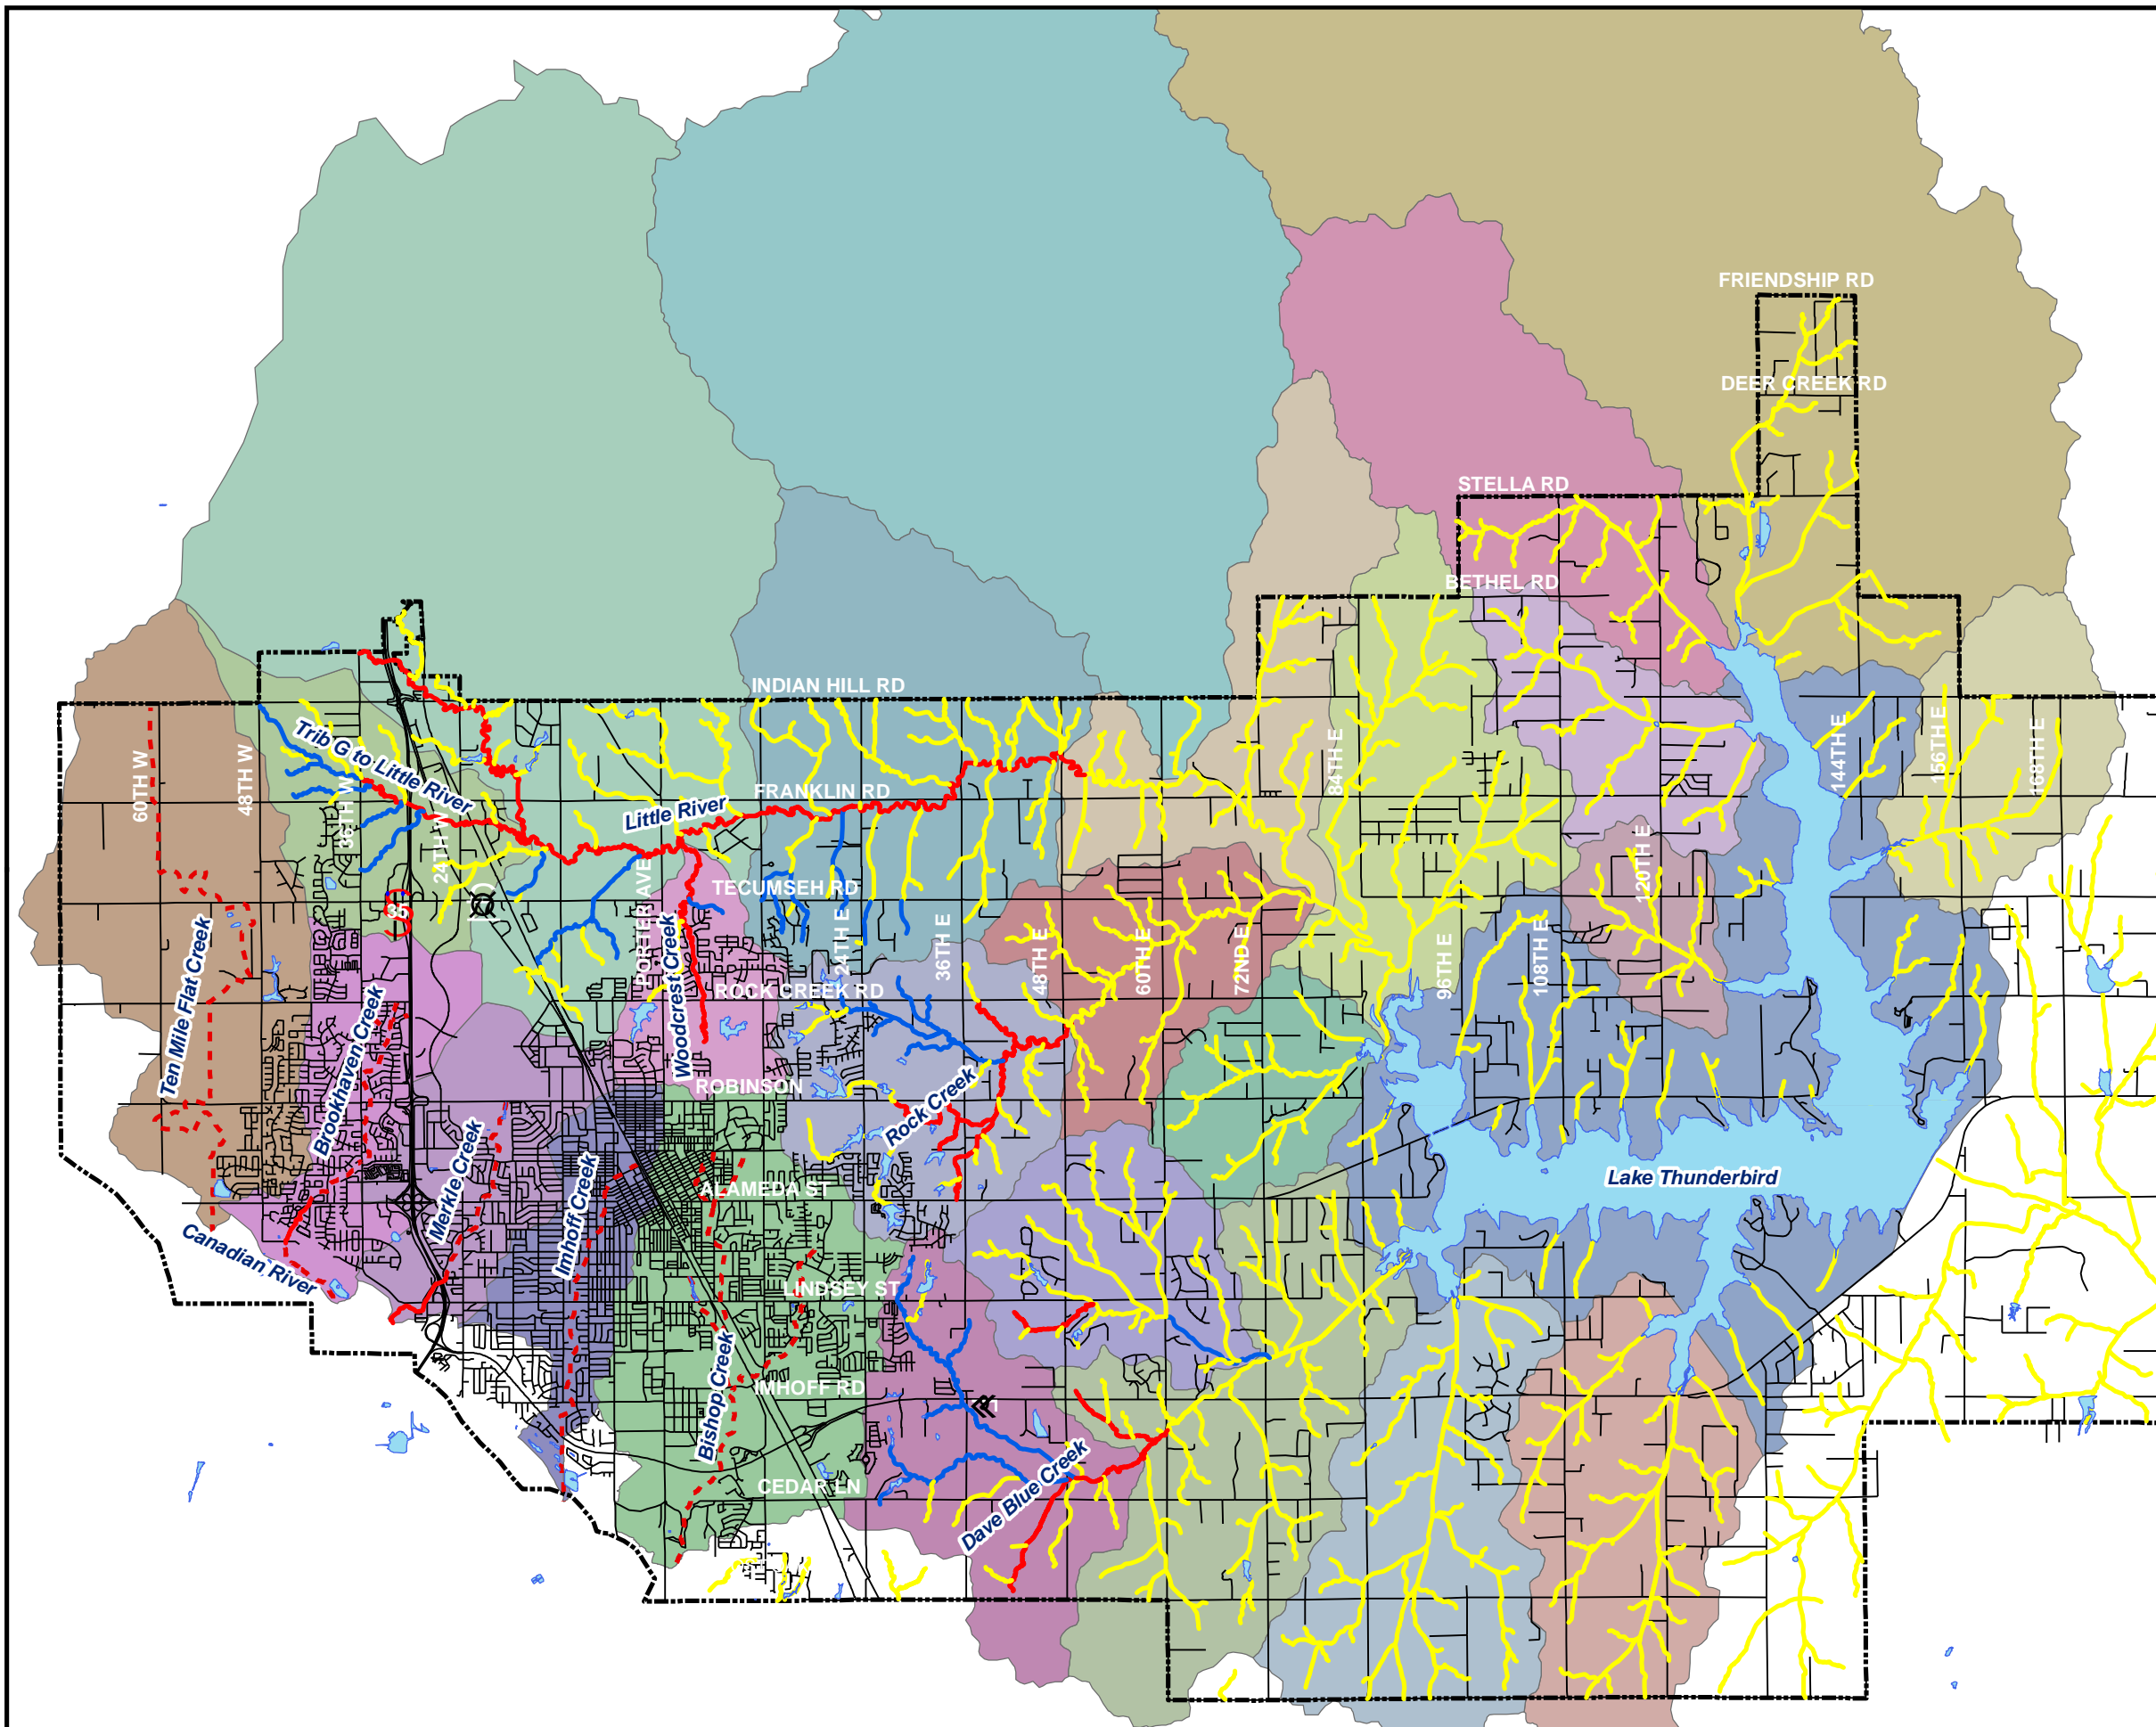 FRIENDSHIP RD
DEER CREEK RD
STELLA RD
BETHEL RD
INDIAN HILL RD
Trib G to Little River
60TH W
48TH W
36TH W
24TH W
84TH E
144TH E
156TH E
168TH E
FRANKLIN RD
Little River
PORTER AVE
TECUMSEH RD
120TH E
35
Ten Mile Flat Creek
Woodcrest Creek
24TH E
36TH E
48TH E
60TH E
72ND E
96TH E
108TH E
ROCK CREEK RD
Brookhaven Creek
ROBINSON
Rock Creek
Merkle Creek
Imhoff Creek
ALAMEDA ST
Lake Thunderbird
Canadian River
LINDSEY ST
Bishop Creek
IMHOFF RD
CEDAR LN
Dave Blue Creek